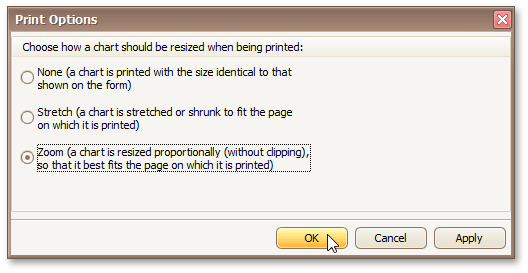 Print Options
Choose how a chart should be resized when being printed:
None (a chart is printed with the size identical to that
shown on the form)
Stretch (a chart is stretched or shrunk to fit the page
on which it is printed)
Zoom (a chart is resized proportionally (without clipping),
so that it best fits the page on which it is printed)
OK Cancel Apply